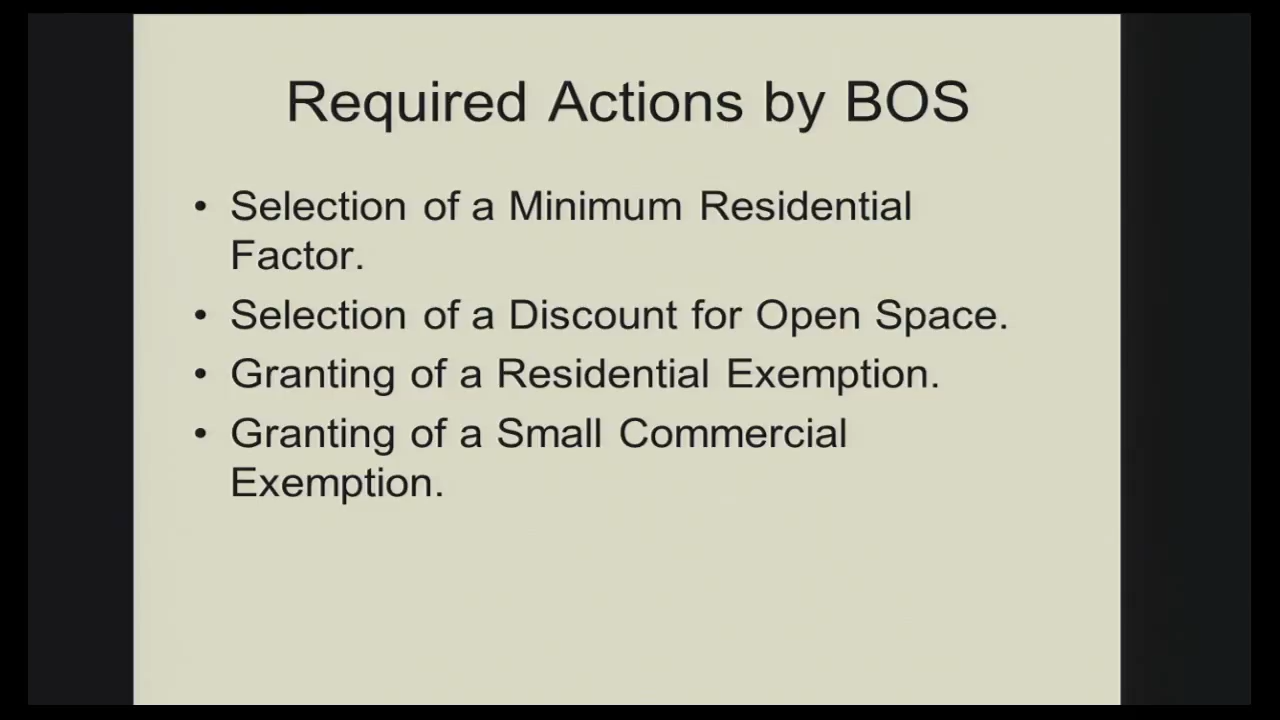 Required Actions by BOS
• Selection of a Minimum Residential
Factor.
• Selection of a Discount for Open Space.
• Granting of a Residential Exemption.
• Granting of a Small Commercial
Exemption.